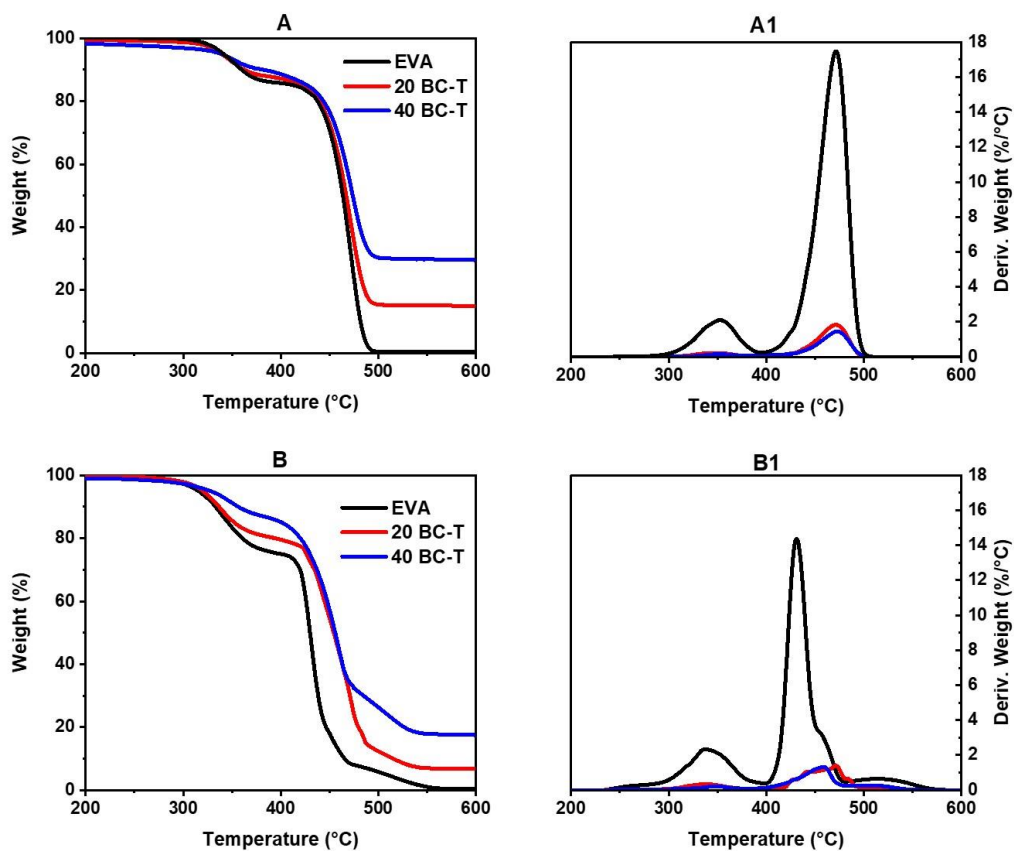 A
100
80
60
40
20
0
Weight (%)
EVA
20 BC-T
40 BC-T
200
300
400
500
600
Temperature (°C)
A1
18
16
14
12
10
8
6
4
2
0
Deriv. Weight (%/°C)
200
300
400
500
600
Temperature (°C)
B
100
80
60
40
20
0
Weight (%)
EVA
20 BC-T
40 BC-T
200
300
400
500
600
Temperature (°C)
B1
18
16
14
12
10
8
6
4
2
0
Deriv. Weight (%/°C)
200
300
400
500
600
Temperature (°C)